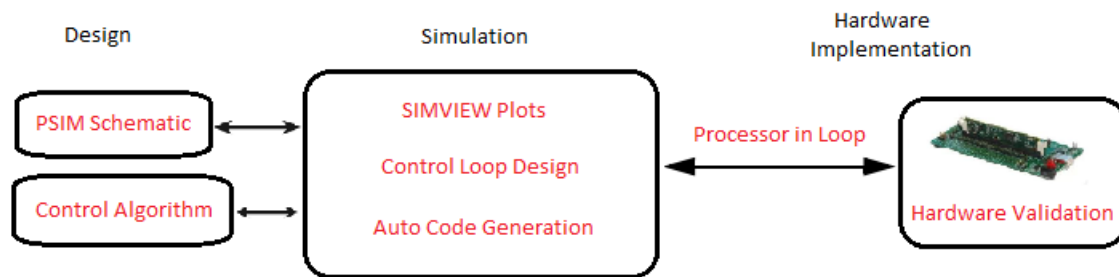 Design
Simulation
Hardware
Implementation
PSIM Schematic
Control Algorithm
SIMVIEW Plots
Control Loop Design
Auto Code Generation
Processor in Loop
Hardware Validation